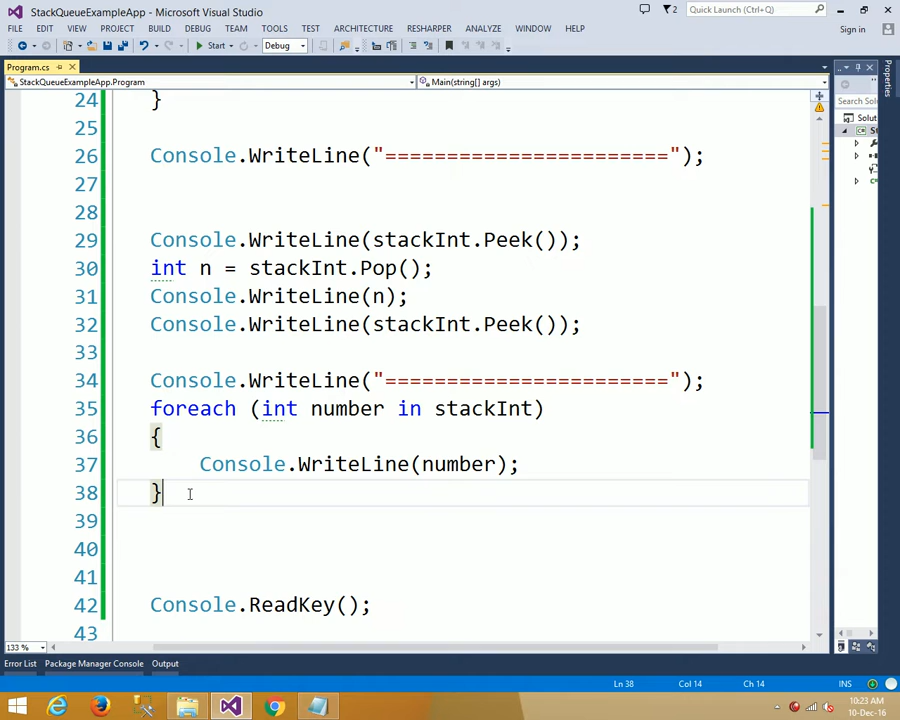 StackQueueExampleApp - Microsoft Visual Studio
2
Quick Launch (Ctrl+Q)
FILE EDIT VIEW PROJECT BUILD DEBUG TEAM TOOLS TEST ARCHITECTURE RESHARPER ANALYZE WINDOW HELP
Sign in
Start Debug
Program.cs
StackQueueExampleApp.Program
Main(string[] args)
Properties
Search Solu
Solut
24 }
25
26 Console.WriteLine("=======================");
27
28
29 Console.WriteLine(stackInt.Peek());
30 int n = stackInt.Pop();
31 Console.WriteLine(n);
32 Console.WriteLine(stackInt.Peek());
33
34 Console.WriteLine("=======================");
35 foreach (int number in stackInt)
36 {
37 Console.WriteLine(number);
38 }
39
40
41
42 Console.ReadKey();
43
133 %
Error List Package Manager Console Output
Ln 38 Col 14 Ch 14 INS
10:23 AM
10-Dec-16